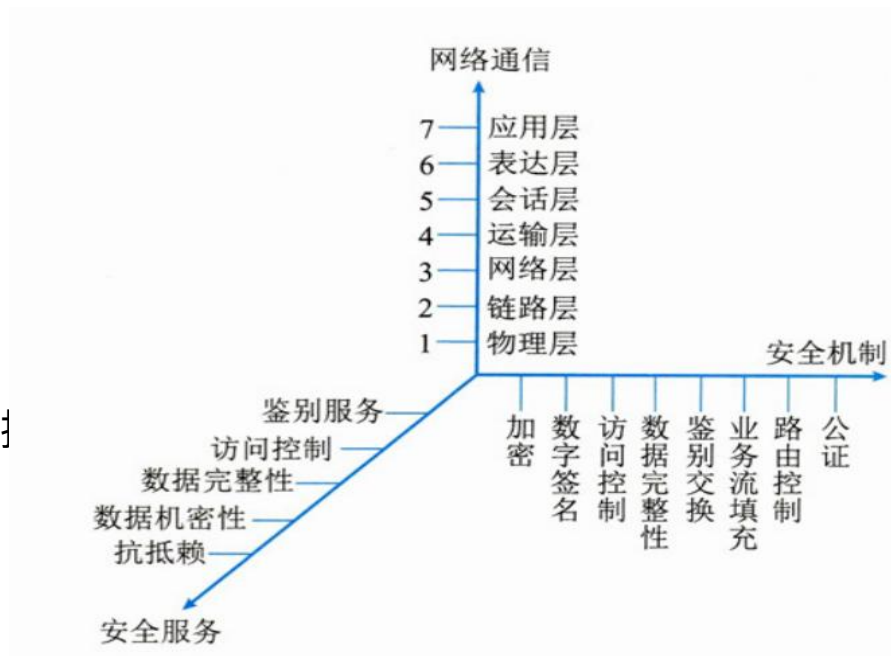 网络通信
7 应用层
6 表达层
5 会话层
4 运输层
3 网络层
2 链路层
1 物理层
安全机制
加密
数字签名
访问控制
数据完整性
鉴别交换
业务流填充
路由控制
公证
鉴别服务
访问控制
数据完整性
数据机密性
抗抵赖
安全服务